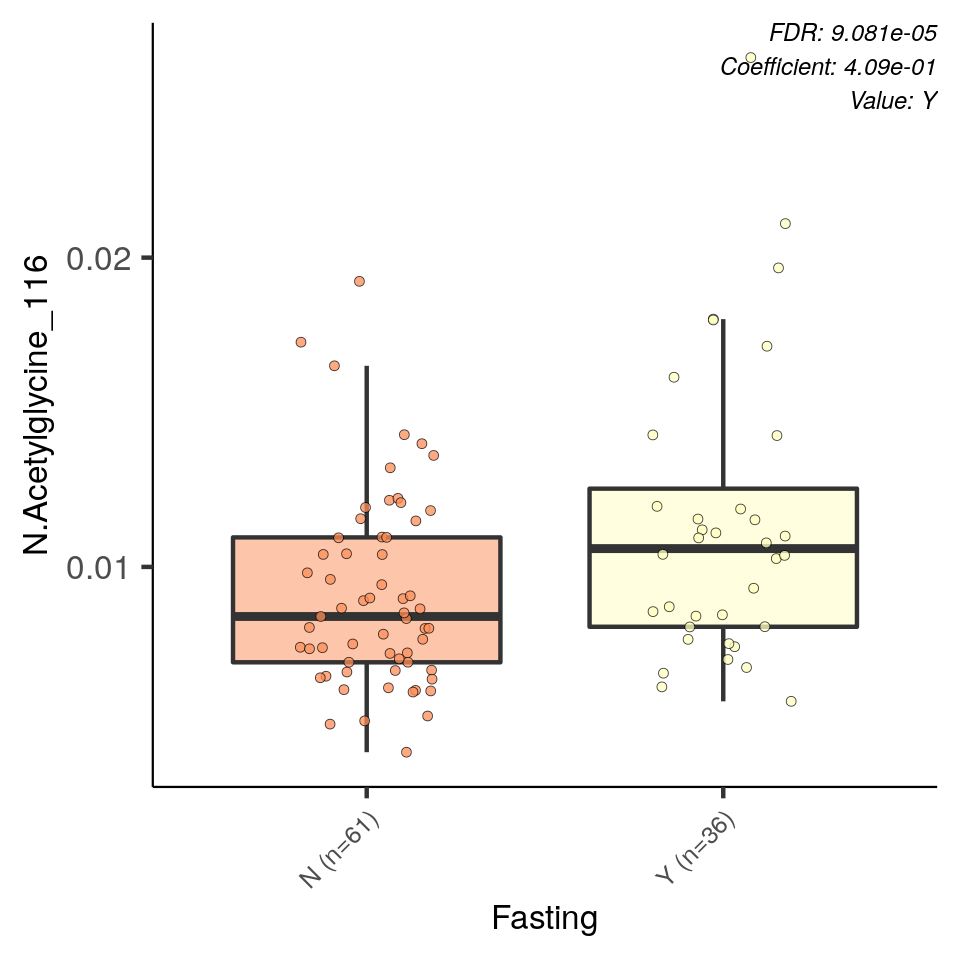 FDR: 9.081e-05
Coefficient: 4.09e-01
Value: Y
N.Acetylglycine_116
0.02
0.01
N (n=61)
Y (n=36)
Fasting